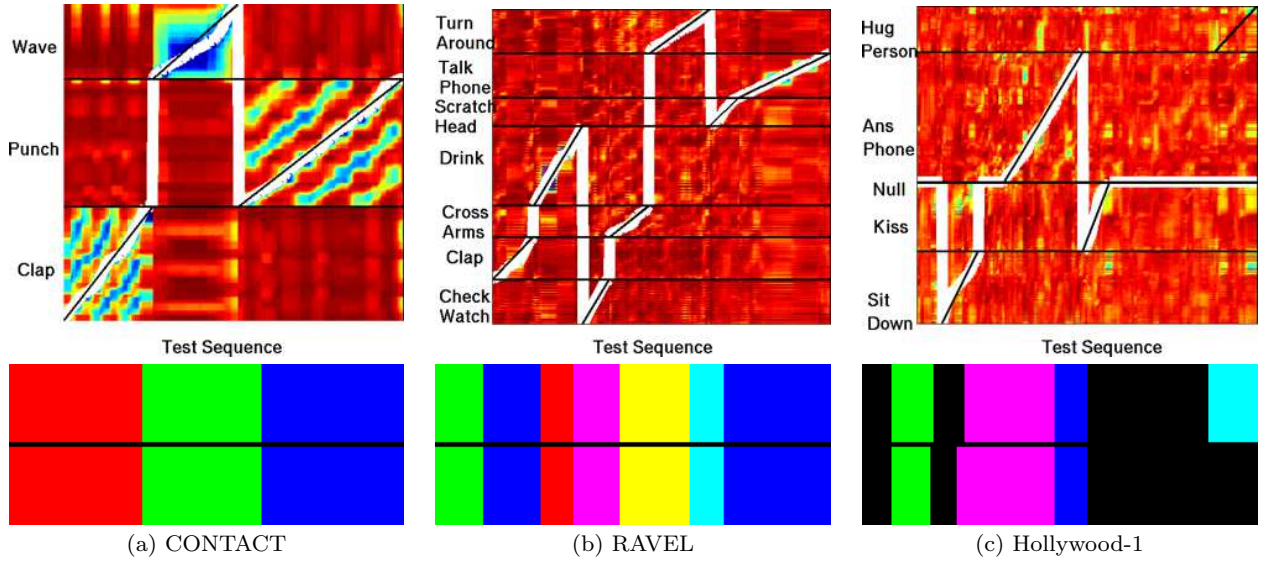 Wave
Punch
Clap
Test Sequence
Turn
Around
Talk
Phone
Scratch
Head
Drink
Cross
Arms
Clap
Check
Watch
Test Sequence
Hug
Person
Ans
Phone
Null
Kiss
Sit
Down
Test Sequence
(a) CONTACT
(b) RAVEL
(c) Hollywood-1